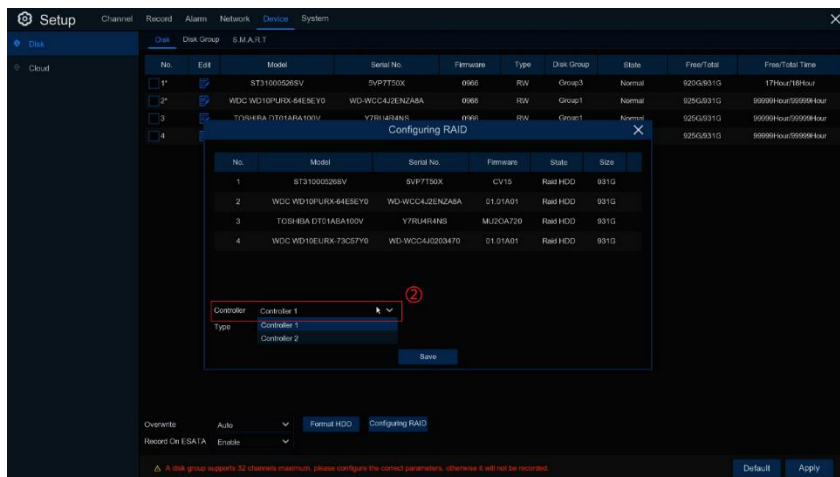 Setup Channel Record Alarm Network Device System
Disk Disk Disk Group S.M.A.R.T
Cloud No. Edit Model Serial No. Firmware Type Disk Group State Free/Total Free/Total Time
1* ST31000526SV 5VP7T50X 0966 RW Group3 Normal 920G/931G 17Hour/18Hour
2* WDC WD10PURX-64E5EY0 WD-WCC4J2ENZA8A 0966 RW Group1 Normal 925G/931G 99999Hour/99999Hour
3 TOSHIBA DT01ABA100V Y7RU4R4NS 0966 RW Group1 Normal 925G/931G 99999Hour/99999Hour
4 925G/931G 99999Hour/99999Hour
Configuring RAID
No. Model Serial No. Firmware State Size
1 ST31000526SV 5VP7T50X CV15 Raid HDD 931G
2 WDC WD10PURX-64E5EY0 WD-WCC4J2ENZA8A 01.01A01 Raid HDD 931G
3 TOSHIBA DT01ABA100V Y7RU4R4NS MU2OA720 Raid HDD 931G
4 WDC WD10EURX-73C57Y0 WD-WCC4J0203470 01.01A01 Raid HDD 931G
②
Controller Controller 1
Type Controller 1
Controller 2
Save
Overwrite Auto Format HDD Configuring RAID
Record On ESATA Enable
A disk group supports 32 channels maximum, please configure the correct parameters, otherwise it will not be recorded.
Default Apply